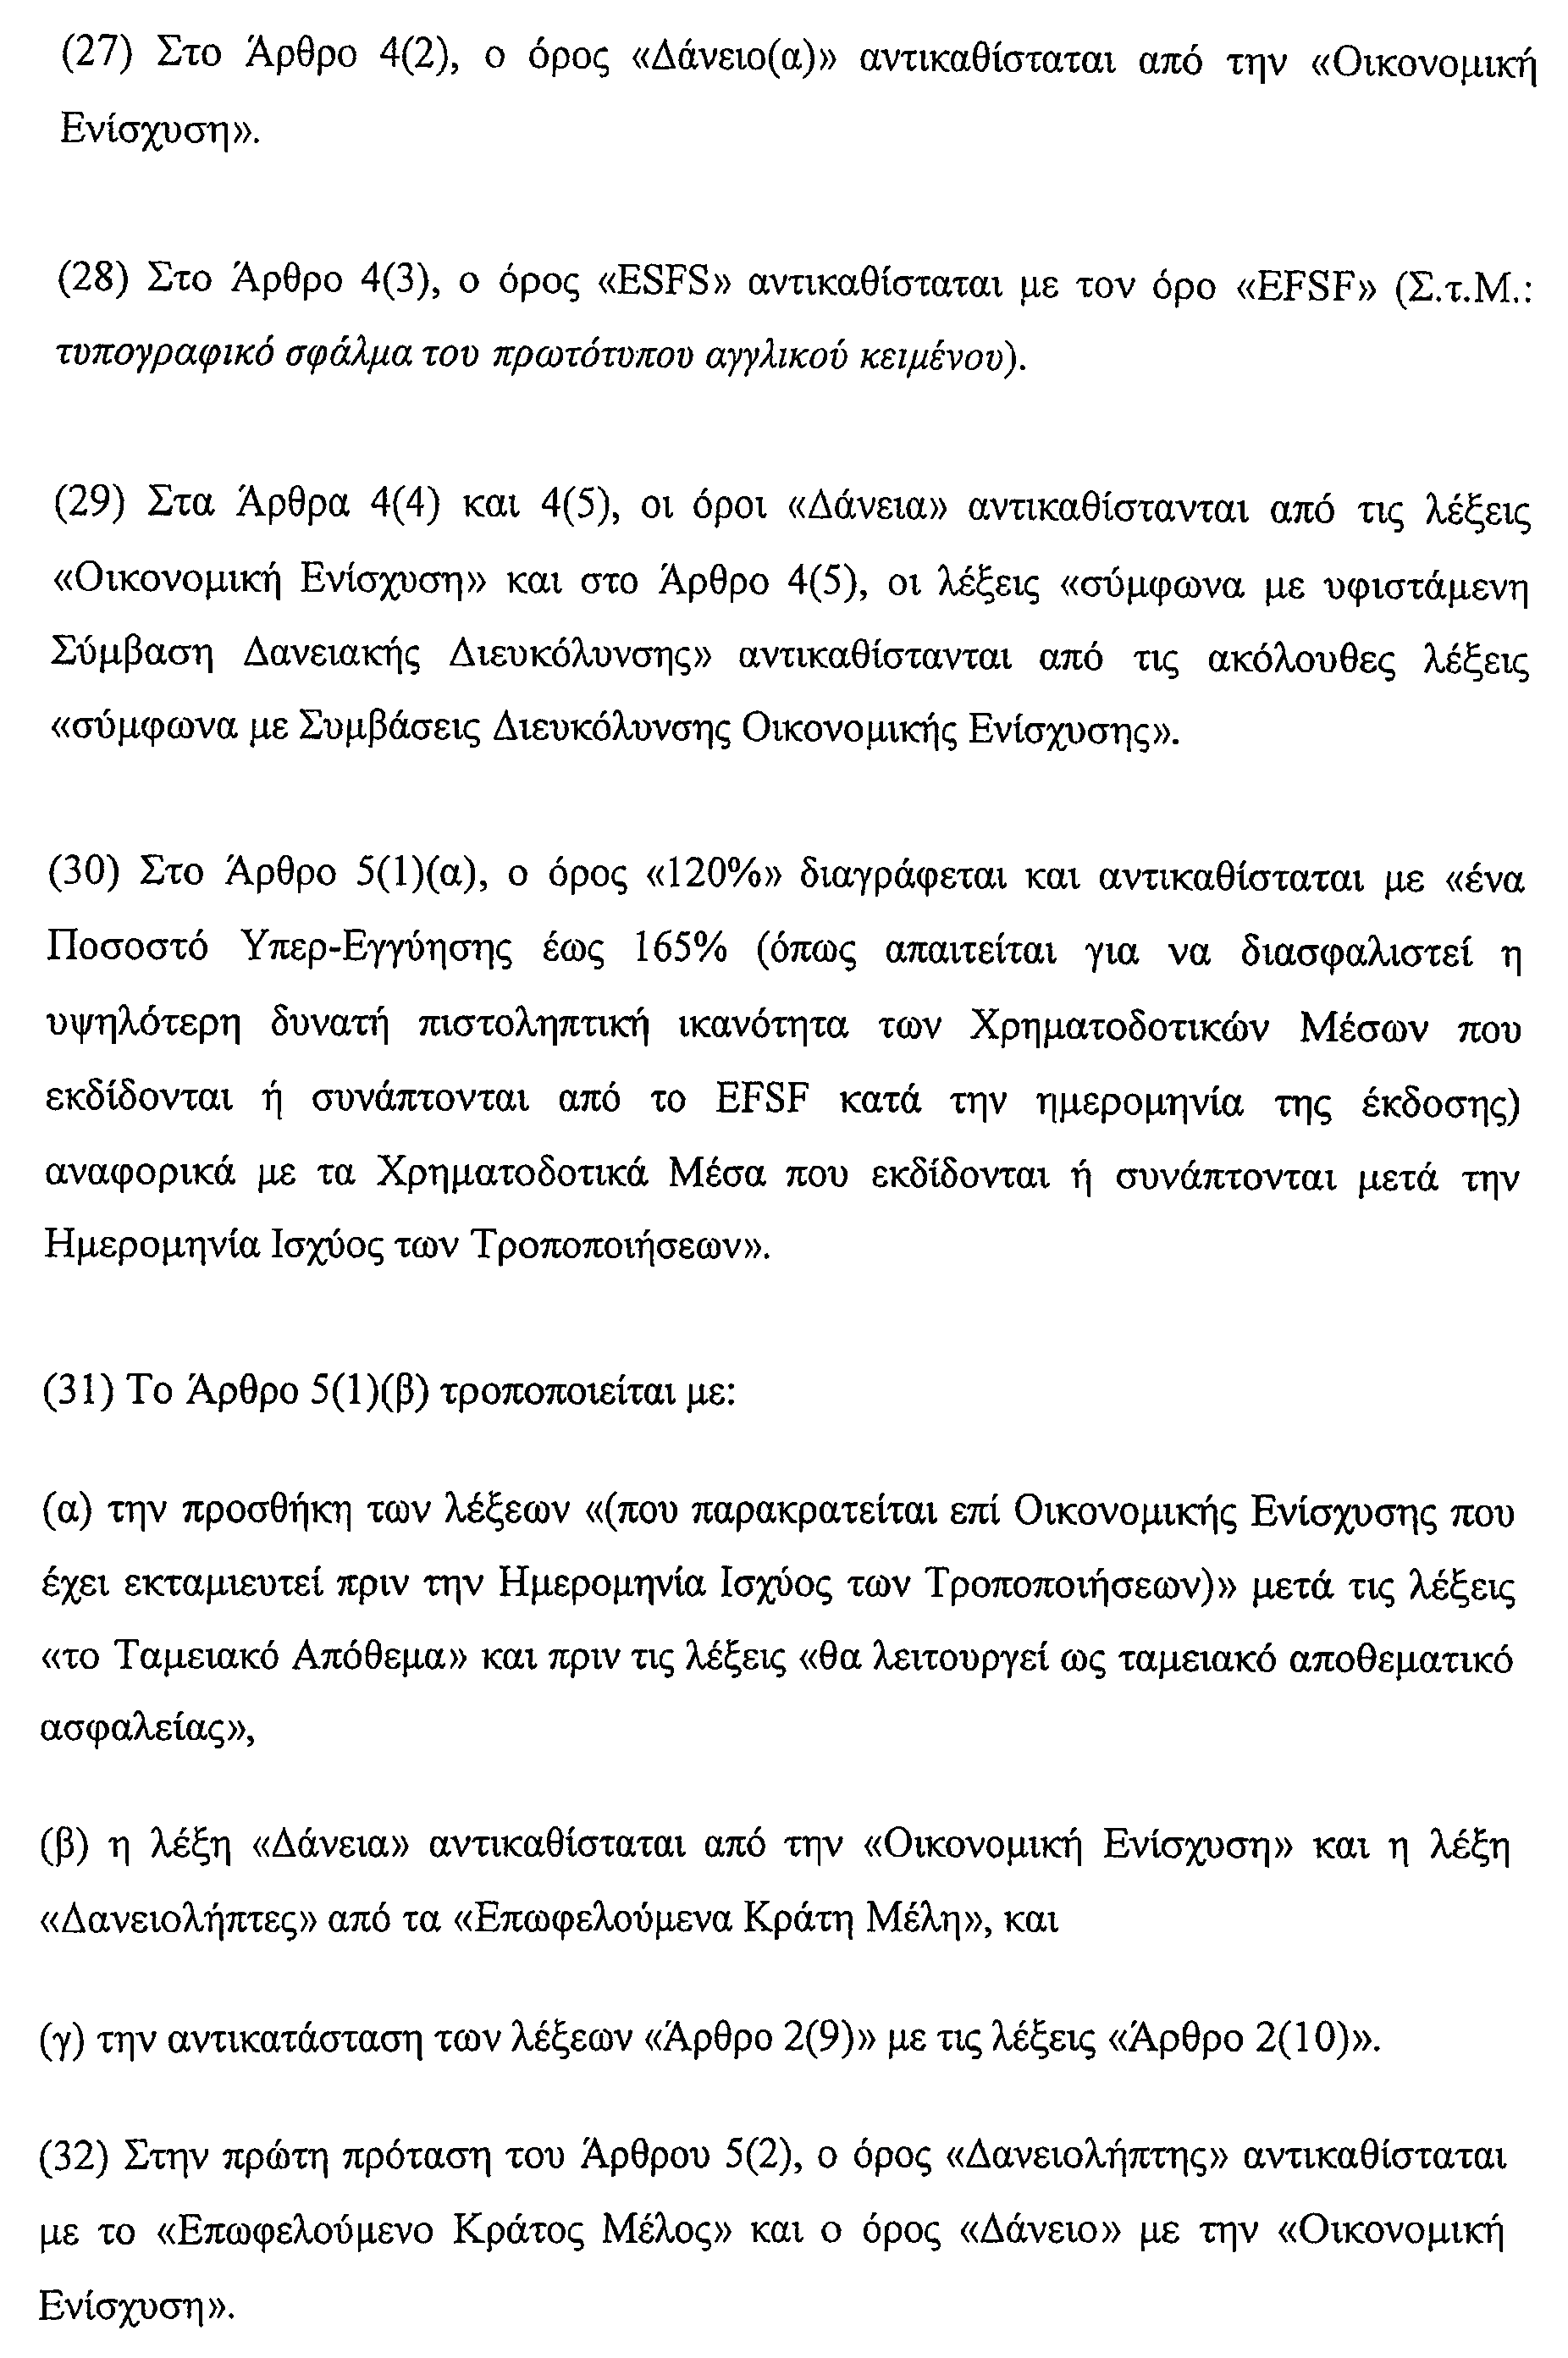 (27) Στο Άρθρο 4(2), ο όρος «Δάνειο(α)» αντικαθίσταται από την «Οικονομική
Ενίσχυση».
(28) Στο Άρθρο 4(3), ο όρος «ESFS» αντικαθίσταται με τον όρο «EFSF» (Σ.τ.Μ.:
τυπογραφικό σφάλμα του πρωτότυπου αγγλικού κειμένου).
(29) Στα Άρθρα 4(4) και 4(5), οι όροι «Δάνεια» αντικαθίστανται από τις λέξεις
«Οικονομική Ενίσχυση» και στο Άρθρο 4(5), οι λέξεις «σύμφωνα με υφιστάμενη
Σύμβαση Δανειακής Διευκόλυνσης» αντικαθίστανται από τις ακόλουθες λέξεις
«σύμφωνα με Συμβάσεις Διευκόλυνσης Οικονομικής Ενίσχυσης».
(30) Στο Άρθρο 5(1)(α), ο όρος «120%» διαγράφεται και αντικαθίσταται με «ένα
Ποσοστό Υπερ-Εγγύησης έως 165% (όπως απαιτείται για να διασφαλιστεί η
υψηλότερη δυνατή πιστοληπτική ικανότητα των Χρηματοδοτικών Μέσων που
εκδίδονται ή συνάπτονται από το EFSF κατά την ημερομηνία της έκδοσης)
αναφορικά με τα Χρηματοδοτικά Μέσα που εκδίδονται ή συνάπτονται μετά την
Ημερομηνία Ισχύος των Τροποποιήσεων».
(31) Το Άρθρο 5(1)(β) τροποποιείται με:
(α) την προσθήκη των λέξεων «(που παρακρατείται επί Οικονομικής Ενίσχυσης που
έχει εκταμιευτεί πριν την Ημερομηνία Ισχύος των Τροποποιήσεων)» μετά τις λέξεις
«το Ταμειακό Απόθεμα» και πριν τις λέξεις «θα λειτουργεί ως ταμειακό αποθεματικό
ασφαλείας»,
(β) η λέξη «Δάνεια» αντικαθίσταται από την «Οικονομική Ενίσχυση» και η λέξη
«Δανειολήπτες» από τα «Επωφελούμενα Κράτη Μέλη», και
(γ) την αντικατάσταση των λέξεων «Άρθρο 2(9)» με τις λέξεις «Άρθρο 2(10)».
(32) Στην πρώτη πρόταση του Άρθρου 5(2), ο όρος «Δανειολήπτης» αντικαθίσταται
με το «Επωφελούμενο Κράτος Μέλος» και ο όρος «Δάνειο» με την «Οικονομική
Ενίσχυση».